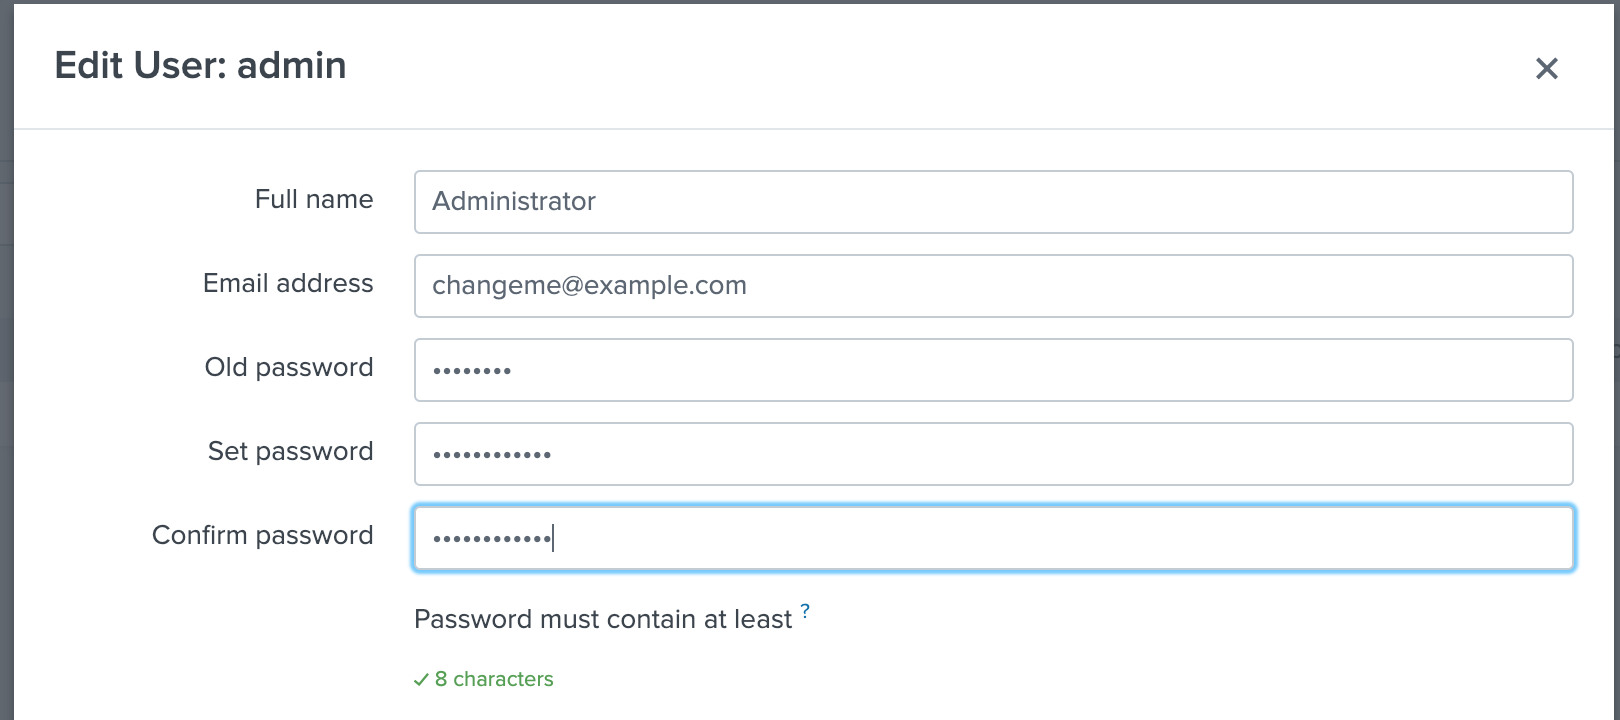 Edit User: admin
Full name
Administrator
Email address
changeme@example.com
Old password
••••••••
Set password
••••••••••••
Confirm password
••••••••••••
Password must contain at least ?
✓ 8 characters